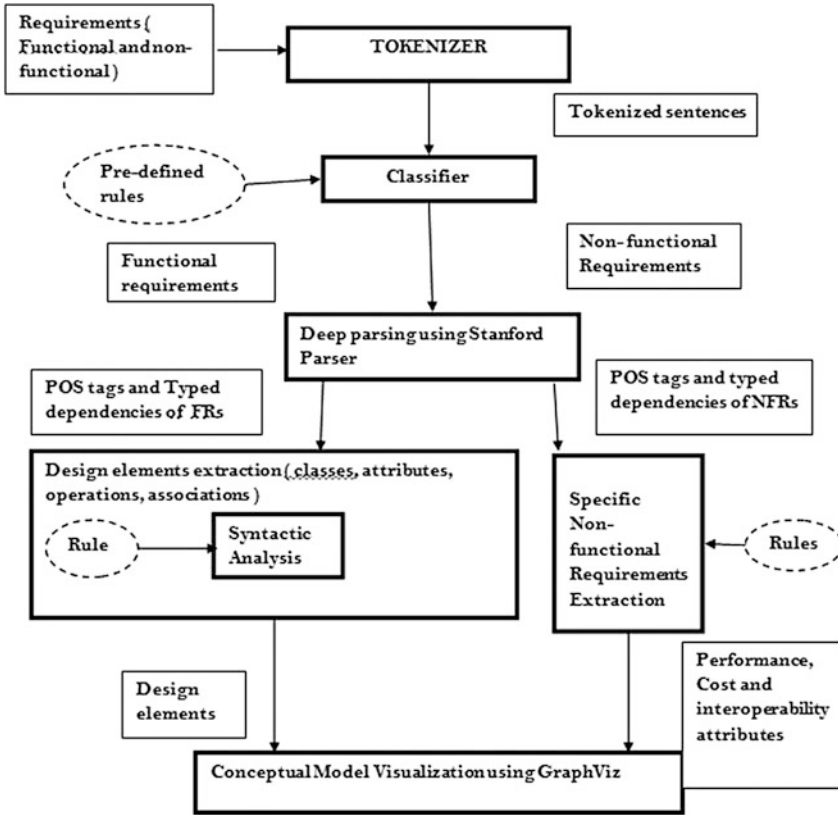 Requirements (
Functional and non-
functional )
TOKENIZER
Tokenized sentences
Pre-defined
rules
Classifier
Functional
requirements
Non- functional
Requirements
Deep parsing using Stanford
Parser
POS tags and Typed
dependencies of FRs
POS tags and typed
dependencies of NFRs
Design elements extraction ( classes, attributes,
operations, associations )
Rule
Syntactic
Analysis
Specific
Non-
functional
Requirements
Extraction
Rules
Design
elements
Performance,
Cost and
interoperability
attributes
Conceptual Model Visualization using GraphViz